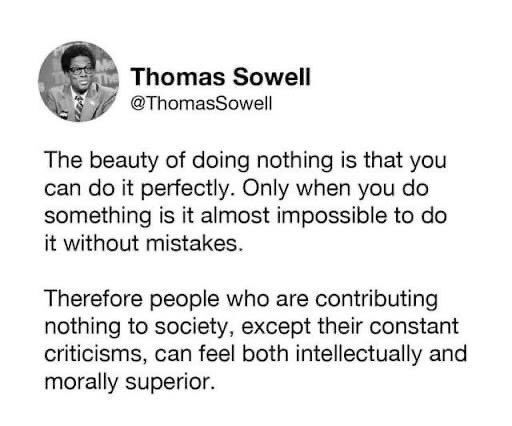 Thomas Sowell
@ThomasSowell
The beauty of doing nothing is that you
can do it perfectly. Only when you do
something is it almost impossible to do
it without mistakes.
Therefore people who are contributing
nothing to society, except their constant
criticisms, can feel both intellectually and
morally superior.